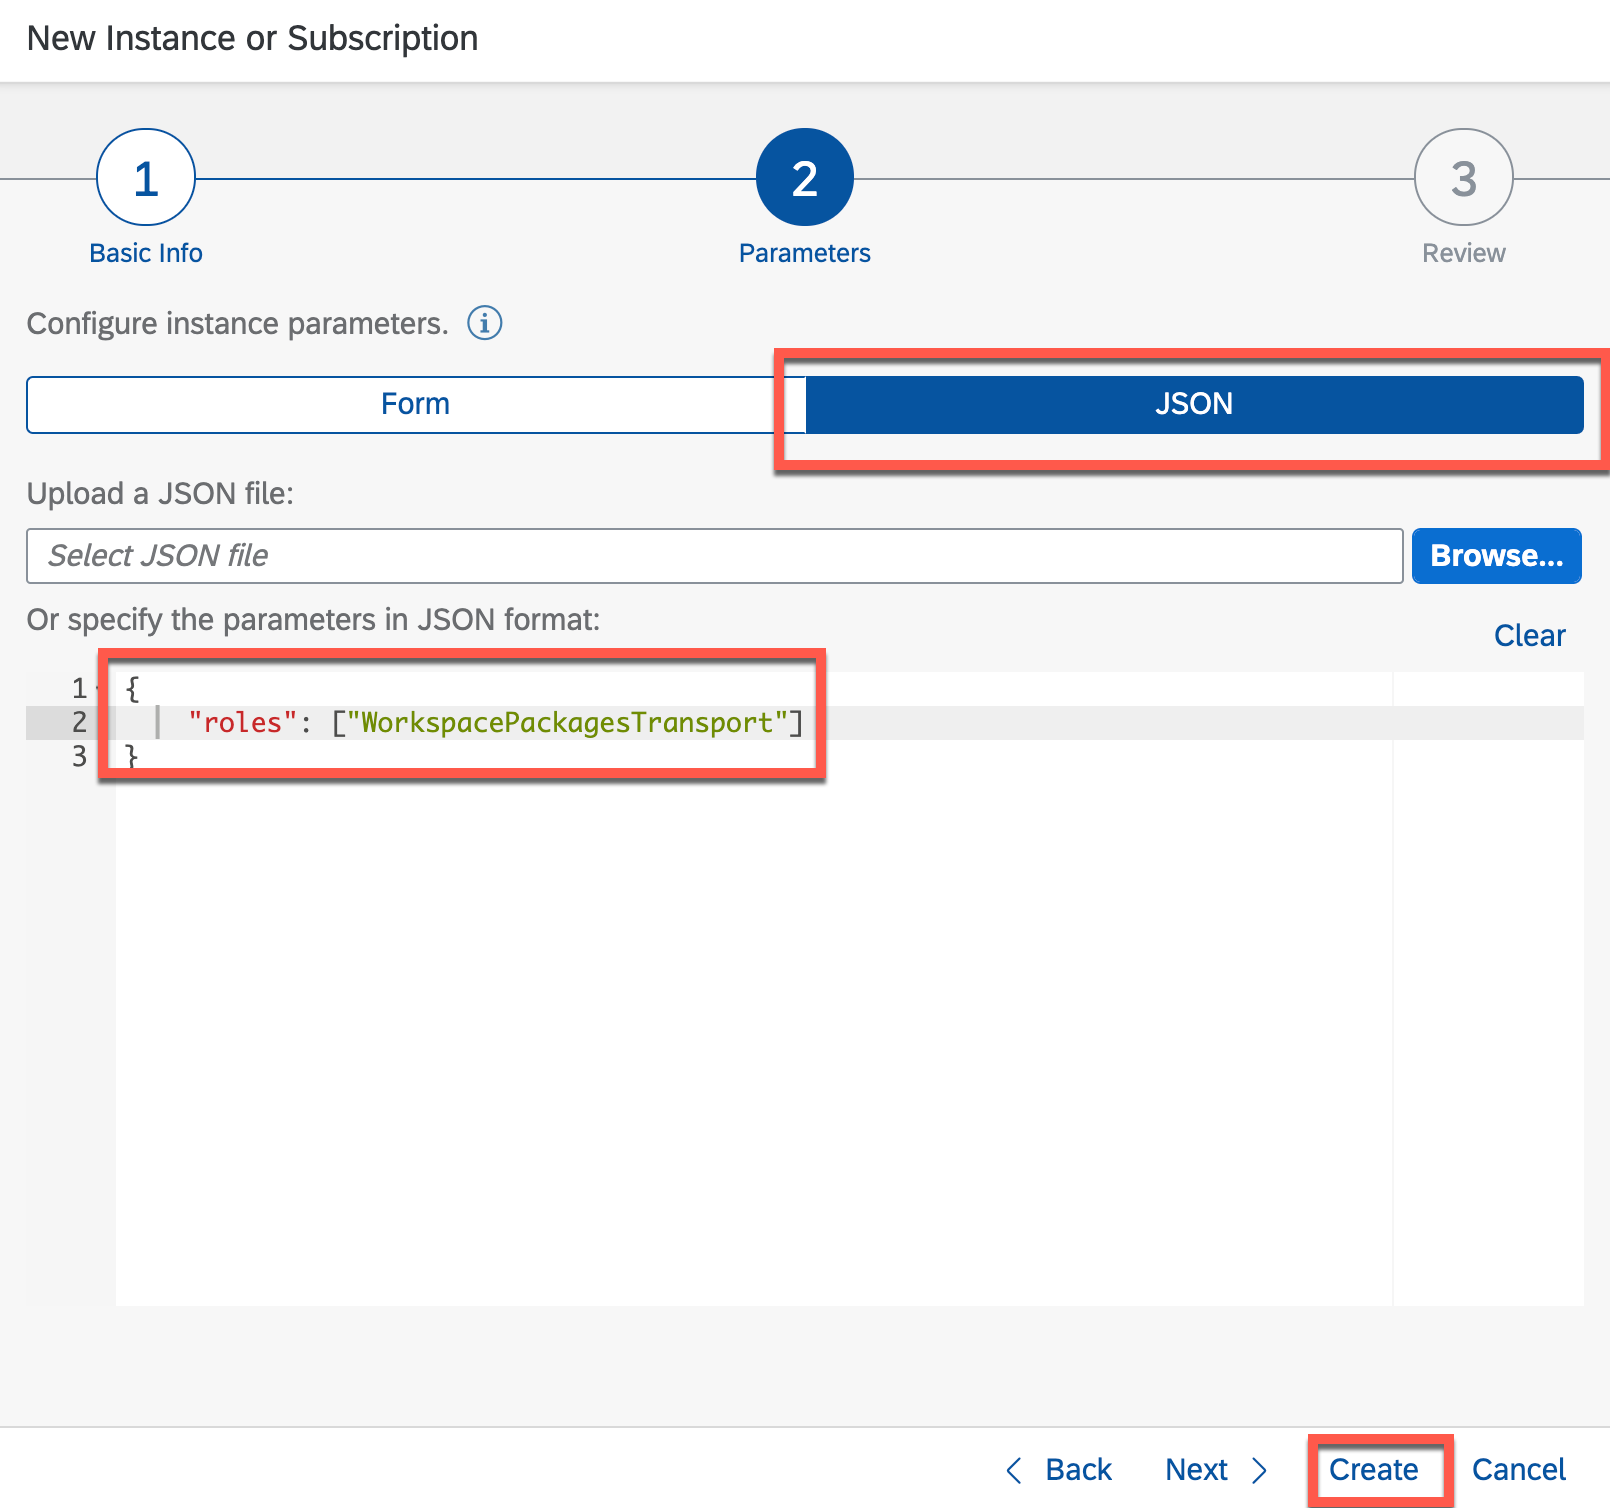 New Instance or Subscription
1
2
3
Basic Info
Parameters
Review
Configure instance parameters.
Form
JSON
Upload a JSON file:
Select JSON file
Browse...
Or specify the parameters in JSON format:
Clear
1 {
2 "roles": ["WorkspacePackagesTransport"]
3 }
Back
Next
Create
Cancel